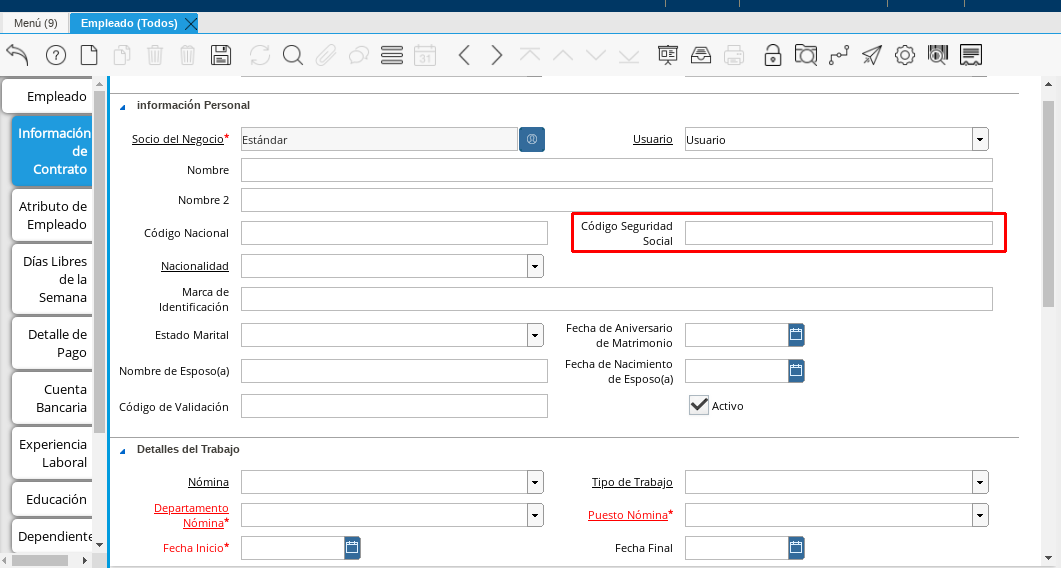 Menú (9)
Empleado (Todos)
31
Empleado
Información
de
Contrato
Atributo de
Empleado
Días Libres
de la
Semana
Detalle de
Pago
Cuenta
Bancaria
Experiencia
Laboral
Educación
Dependiente
información Personal
Socio del Negocio* Estándar Usuario Usuario
Nombre
Nombre 2
Código Nacional
Código Seguridad
Social
Nacionalidad
Marca de
Identificación
Estado Marital
Fecha de Aniversario
de Matrimonio
Nombre de Esposo(a)
Fecha de Nacimiento
de Esposo(a)
Código de Validación Activo
Detalles del Trabajo
Nómina Tipo de Trabajo
Departamento
Nómina*
Puesto Nómina*
Fecha Inicio* Fecha Final